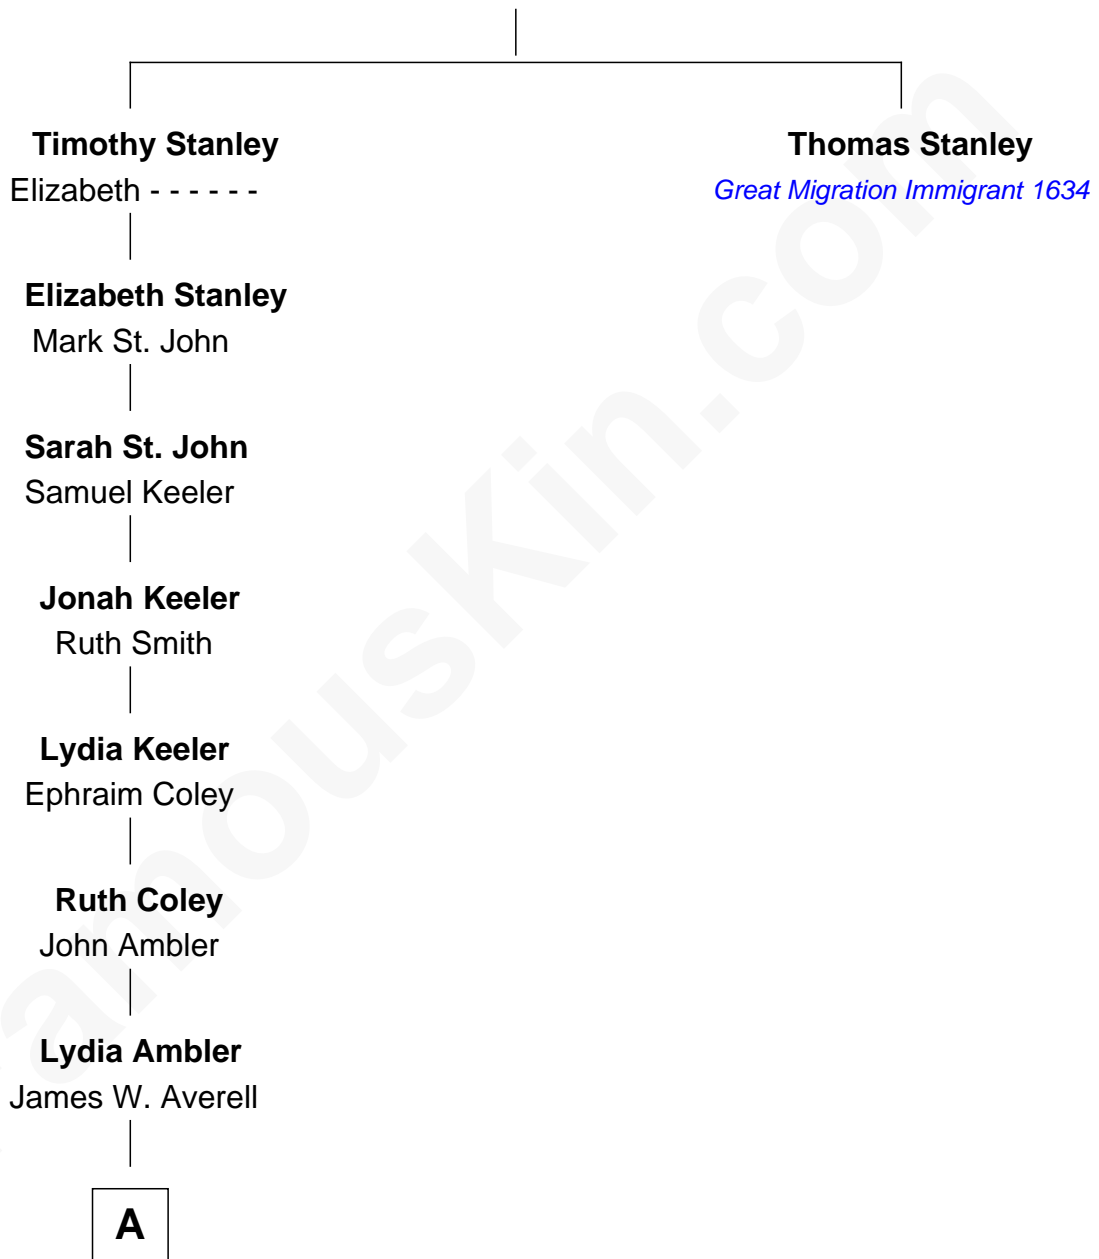 Timothy Stanley
Elizabeth - - - - - -
Thomas Stanley
Great Migration Immigrant 1634
Elizabeth Stanley
Mark St. John
Sarah St. John
Samuel Keeler
Jonah Keeler
Ruth Smith
Lydia Keeler
Ephraim Coley
Ruth Coley
John Ambler
Lydia Ambler
James W. Averell
A
amouskin.com